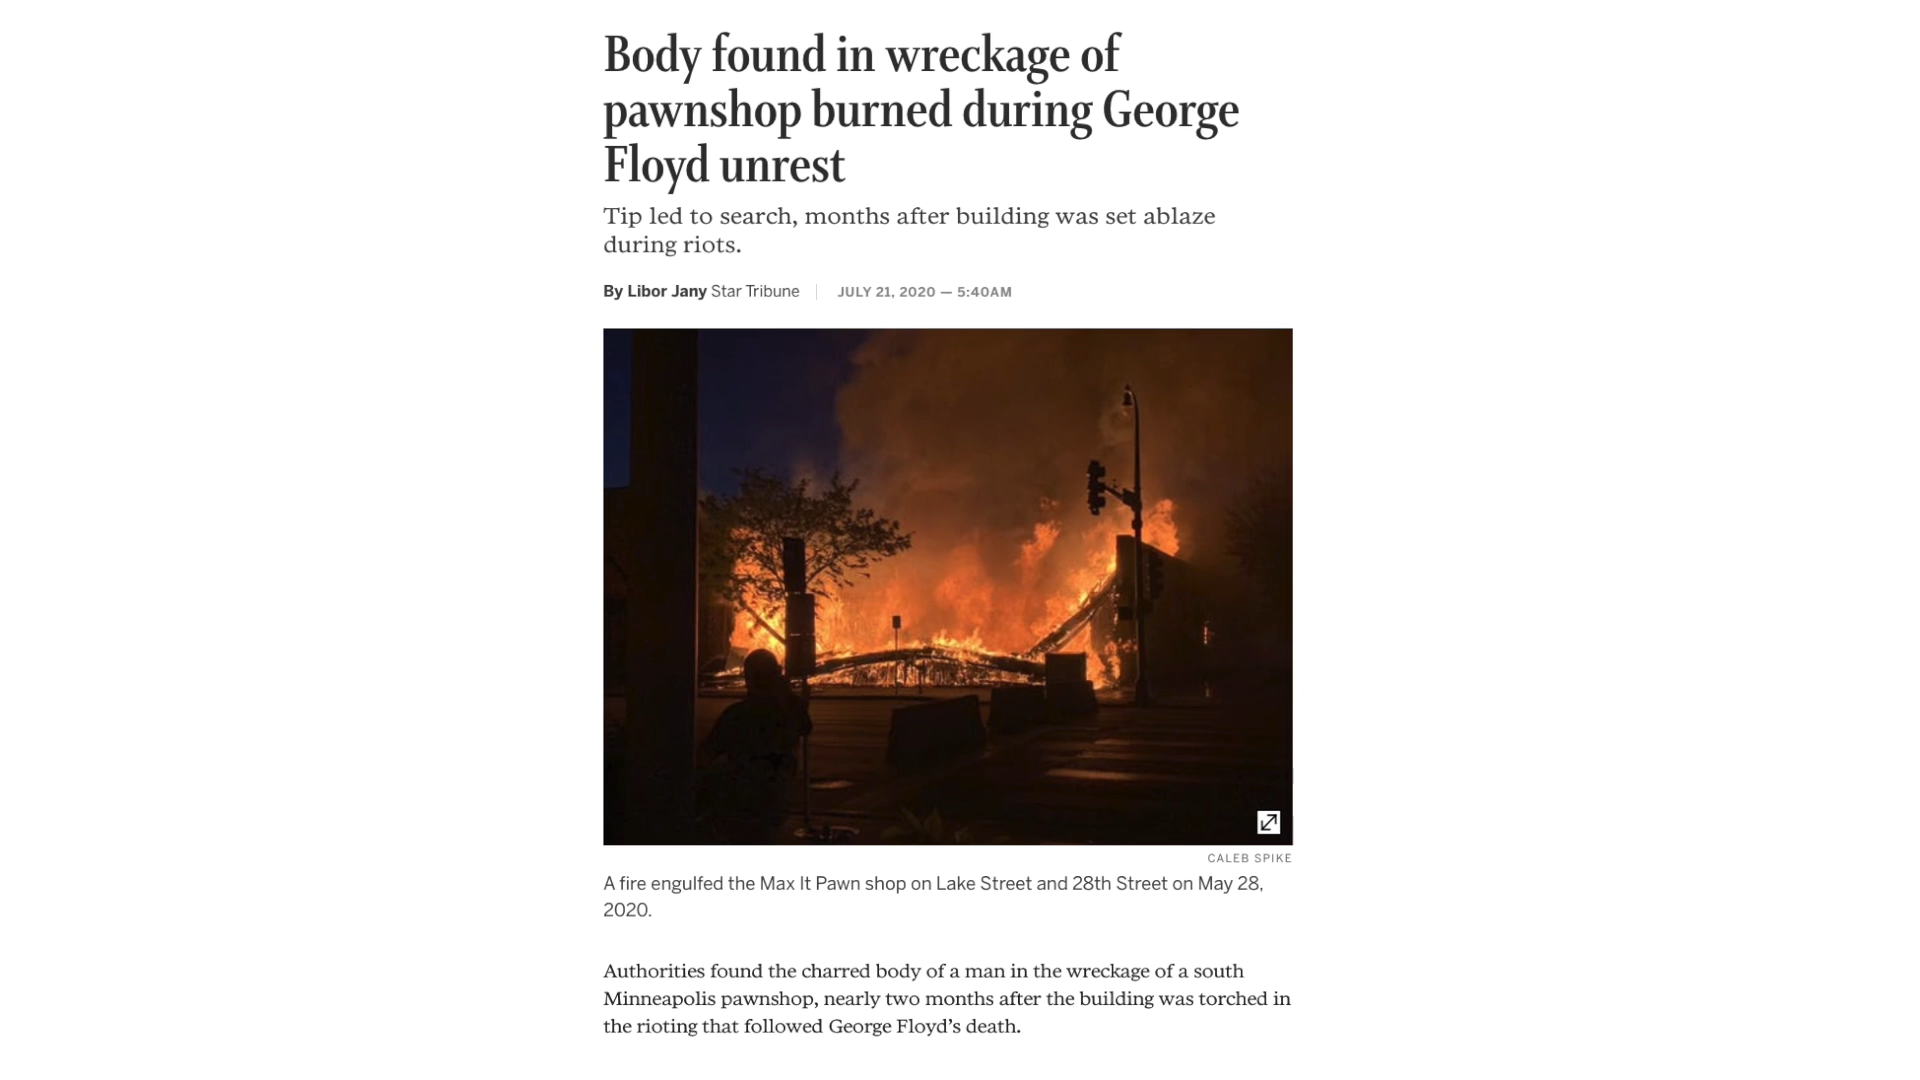 Body found in wreckage of
pawnshop burned during George
Floyd unrest
Tip led to search, months after building was set ablaze
during riots.
By Libor Jany Star Tribune | JULY 21, 2020 — 5:40AM
CALEB SPIKE
A fire engulfed the Max It Pawn shop on Lake Street and 28th Street on May 28,
2020.
Authorities found the charred body of a man in the wreckage of a south
Minneapolis pawnshop, nearly two months after the building was torched in
the rioting that followed George Floyd’s death.